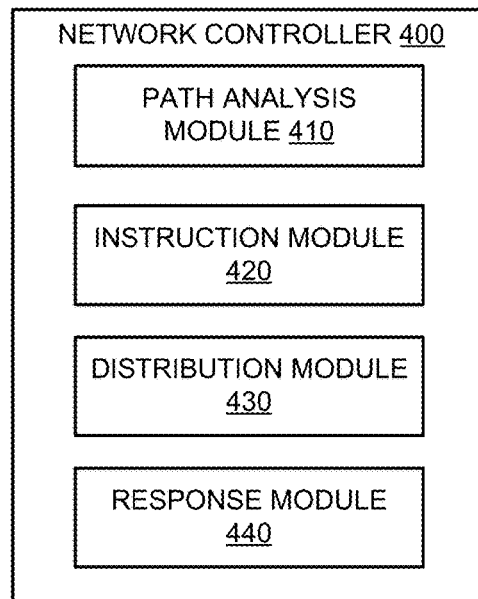 NETWORK CONTROLLER 400
PATH ANALYSIS
MODULE 410
INSTRUCTION MODULE
420
DISTRIBUTION MODULE
430
RESPONSE MODULE
440